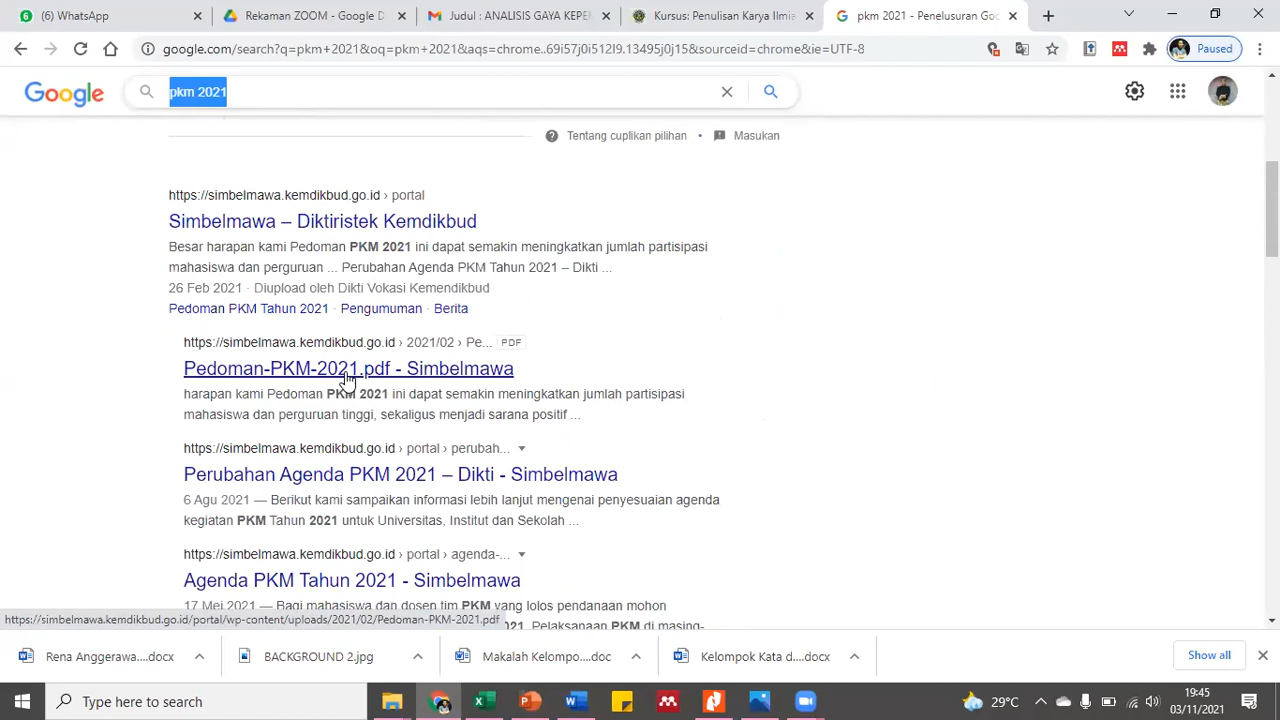 (6) WhatsApp
Rekaman ZOOM - Google D
Judul : ANALISIS GAYA KEPEN
Kursus: Penulisan Karya Ilmia
pkm 2021 - Penelusuran Goo
google.com/search?q=pkm+2021&oq=pkm+2021&aqs=chrome..69i57j0i512l9.13495j0j15&sourceid=chrome&ie=UTF-8
Paused
Google
pkm 2021
Tentang cuplikan pilihan • Masukan
https://simbelmawa.kemdikbud.go.id › portal
Simbelmawa – Diktiristek Kemdikbud
Besar harapan kami Pedoman PKM 2021 ini dapat semakin meningkatkan jumlah partisipasi
mahasiswa dan perguruan ... Perubahan Agenda PKM Tahun 2021 – Dikti ...
26 Feb 2021 · Diupload oleh Dikti Vokasi Kemendikbud
Pedoman PKM Tahun 2021 · Pengumuman · Berita
https://simbelmawa.kemdikbud.go.id › 2021/02 › Pe... PDF
Pedoman-PKM-2021.pdf - Simbelmawa
harapan kami Pedoman PKM 2021 ini dapat semakin meningkatkan jumlah partisipasi
mahasiswa dan perguruan tinggi, sekaligus menjadi sarana positif ...
https://simbelmawa.kemdikbud.go.id › portal › perubah...
Perubahan Agenda PKM 2021 – Dikti - Simbelmawa
6 Agu 2021 — Berikut kami sampaikan informasi lebih lanjut mengenai penyesuaian agenda
kegiatan PKM Tahun 2021 untuk Universitas, Institut dan Sekolah ...
https://simbelmawa.kemdikbud.go.id › portal › agenda-...
Agenda PKM Tahun 2021 - Simbelmawa
17 Mei 2021 — Bagi mahasiswa dan dosen tim PKM yang lolos pendanaan mohon
2021. Pelaksanaan PKM di masing-
https://simbelmawa.kemdikbud.go.id/portal/wp-content/uploads/2021/02/Pedoman-PKM-2021.pdf
Rena Anggerawa....docx
BACKGROUND 2.jpg
Makalah Kelompo....doc
Kelompok Kata d....docx
Show all
Type here to search
29°C
19:45
03/11/2021